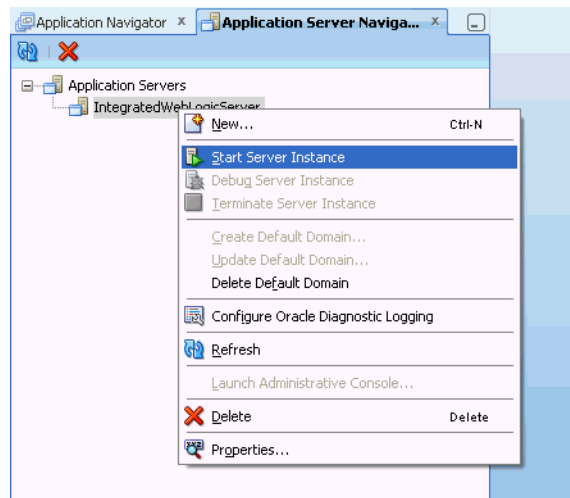 Application Navigator x Application Server Naviga... x
Application Servers
IntegratedWebLogicServer
New... Ctrl-N
Start Server Instance
Debug Server Instance
Terminate Server Instance
Create Default Domain...
Update Default Domain...
Delete Default Domain
Configure Oracle Diagnostic Logging
Refresh
Launch Administrative Console...
Delete Delete
Properties...